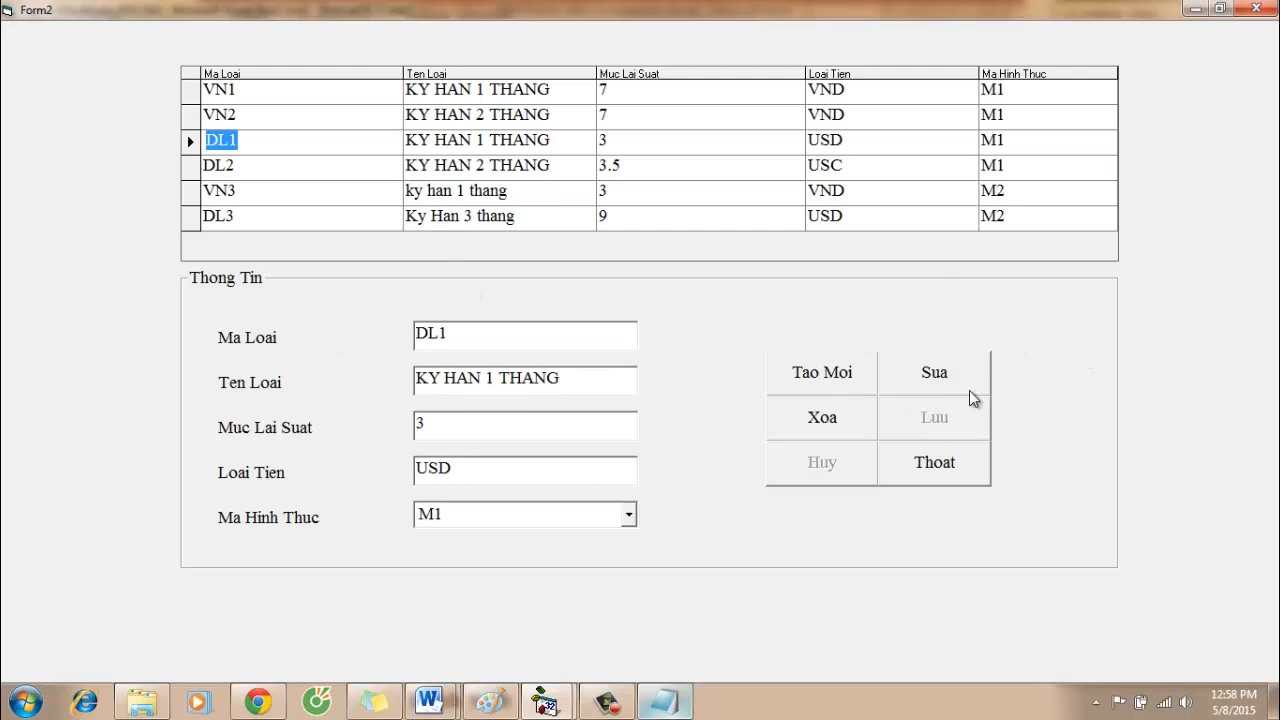 Form2
Ma Loai Ten Loai Muc Lai Suat Loai Tien Ma Hinh Thuc
VN1 KY HAN 1 THANG 7 VND M1
VN2 KY HAN 2 THANG 7 VND M1
DL1 KY HAN 1 THANG 3 USD M1
DL2 KY HAN 2 THANG 3.5 USC M1
VN3 ky han 1 thang 3 VND M2
DL3 Ky Han 3 thang 9 USD M2
Thong Tin
Ma Loai DL1
Ten Loai KY HAN 1 THANG
Muc Lai Suat 3
Loai Tien USD
Ma Hinh Thuc M1
Tao Moi Sua
Xoa Luu
Huy Thoat
12:58 PM
5/8/2015